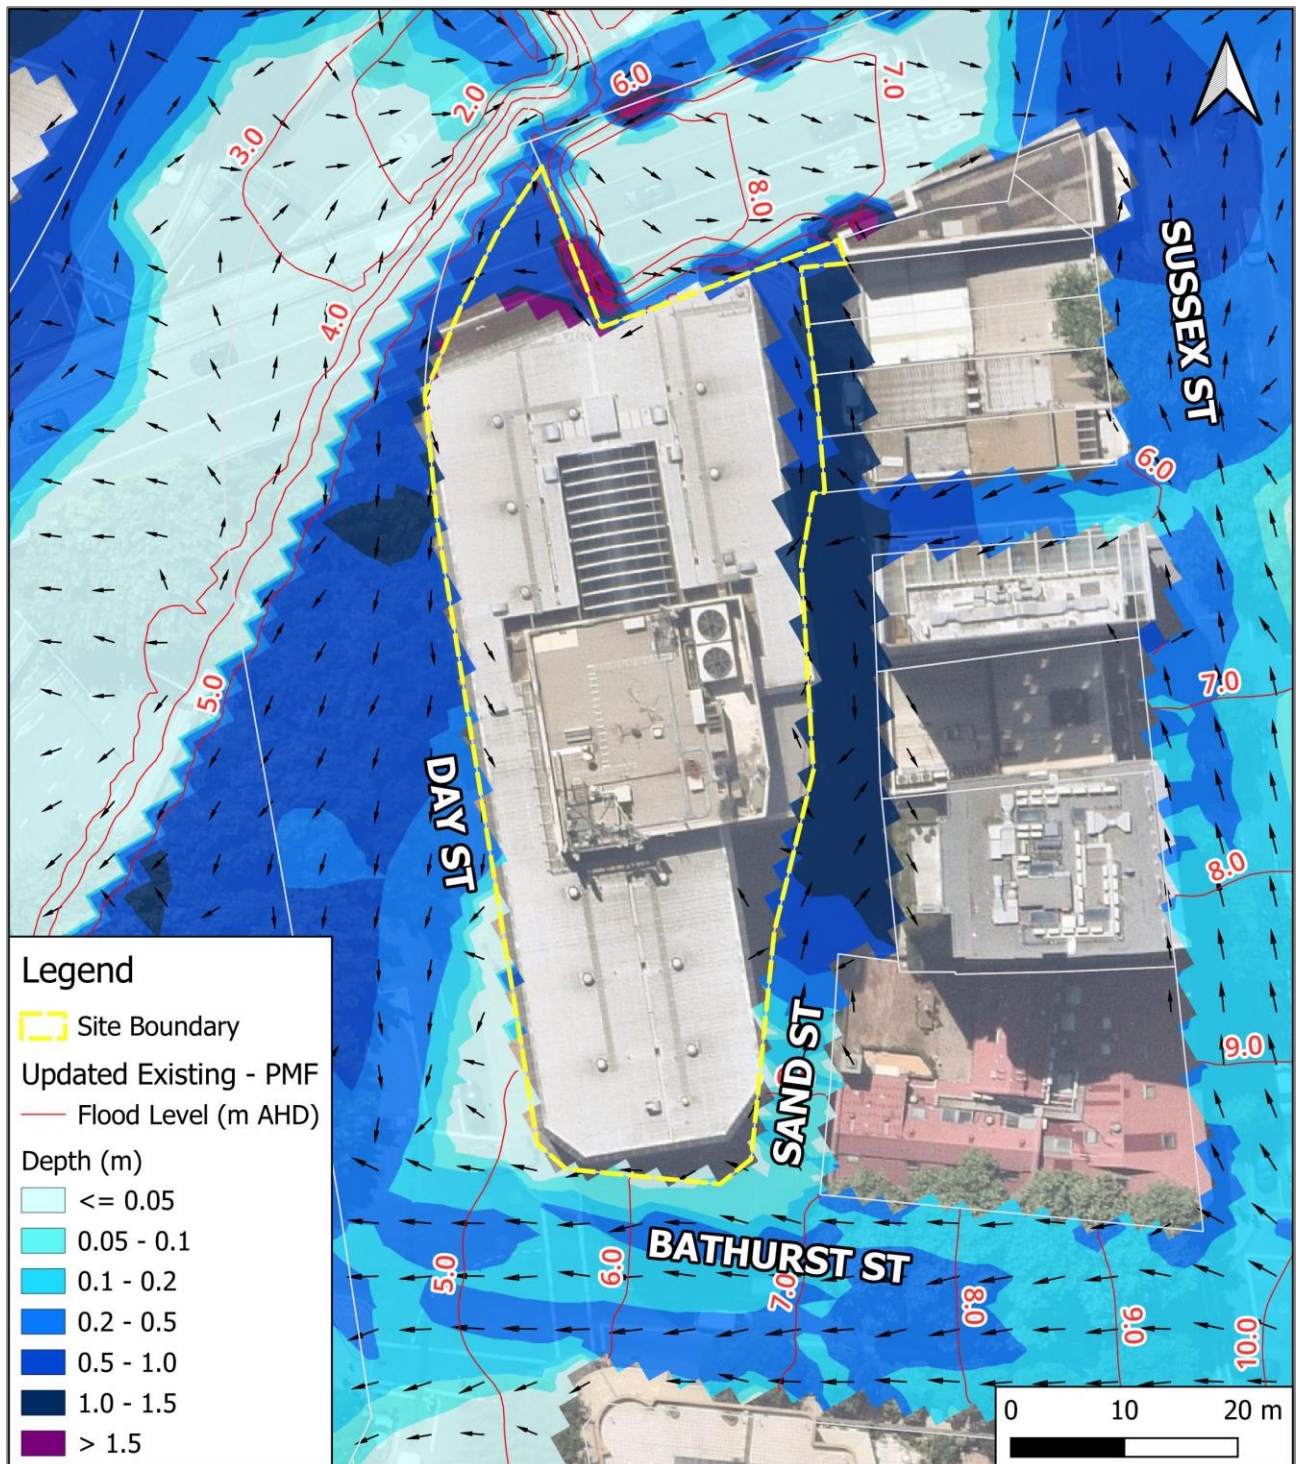 6.0
7.0
2.0
3.0
8.0
SUSSEX ST
4.0
6.0
5.0
7.0
DAY ST
8.0
Legend
Site Boundary
Updated Existing - PMF
Flood Level (m AHD)
Depth (m)
<= 0.05
0.05 - 0.1
0.1 - 0.2
0.2 - 0.5
0.5 - 1.0
1.0 - 1.5
> 1.5
SAND ST
9.0
BATHURST ST
5.0
6.0
7.0
8.0
9.0
10.0
0 10 20 m